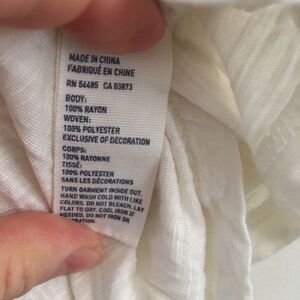 MADE IN CHINA
FABRIQUÉ EN CHINE
RN 54485 CA 03873
BODY:
100% RAYON
WOVEN:
100% POLYESTER
EXCLUSIVE OF DECORATION
CORPS:
100% RAYONNE
TISSÉ:
100% POLYESTER
SANS LES DÉCORATIONS
TURN GARMENT INSIDE OUT.
HAND WASH COLD WITH LIKE
COLORS. DO NOT BLEACH. LAY
FLAT TO DRY. COOL IRON IF
NEEDED. DO NOT IRON ON